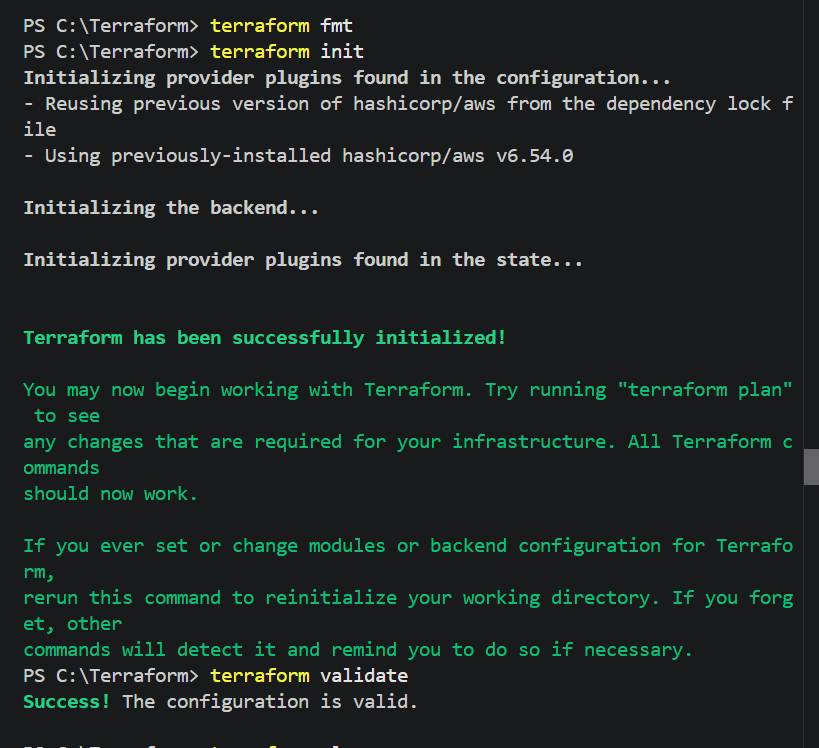 PS C:\Terraform> terraform fmt
PS C:\Terraform> terraform init
Initializing provider plugins found in the configuration...
- Reusing previous version of hashicorp/aws from the dependency lock f
ile
- Using previously-installed hashicorp/aws v6.54.0
Initializing the backend...
Initializing provider plugins found in the state...
Terraform has been successfully initialized!
You may now begin working with Terraform. Try running "terraform plan"
 to see
any changes that are required for your infrastructure. All Terraform c
ommands
should now work.
If you ever set or change modules or backend configuration for Terrafo
rm,
rerun this command to reinitialize your working directory. If you forg
et, other
commands will detect it and remind you to do so if necessary.
PS C:\Terraform> terraform validate
Success! The configuration is valid.